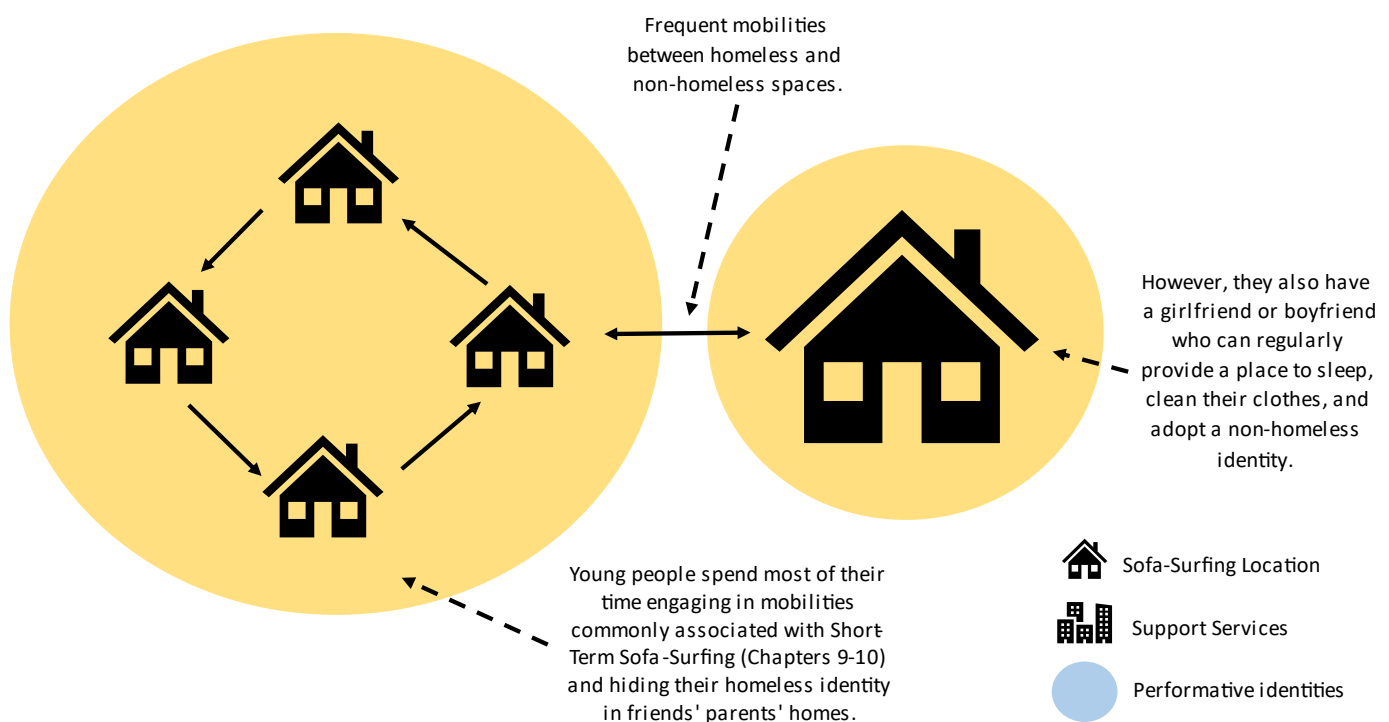 Frequent mobilities
between homeless and
non-homeless spaces.
However, they also have
a girlfriend or boyfriend
who can regularly
provide a place to sleep,
clean their clothes, and
adopt a non-homeless
identity.
Young people spend most of their
time engaging in mobilities
commonly associated with Short-
Term Sofa-Surfing (Chapters 9-10)
and hiding their homeless identity
in friends' parents' homes.
Sofa-Surfing Location
Support Services
Performative identities